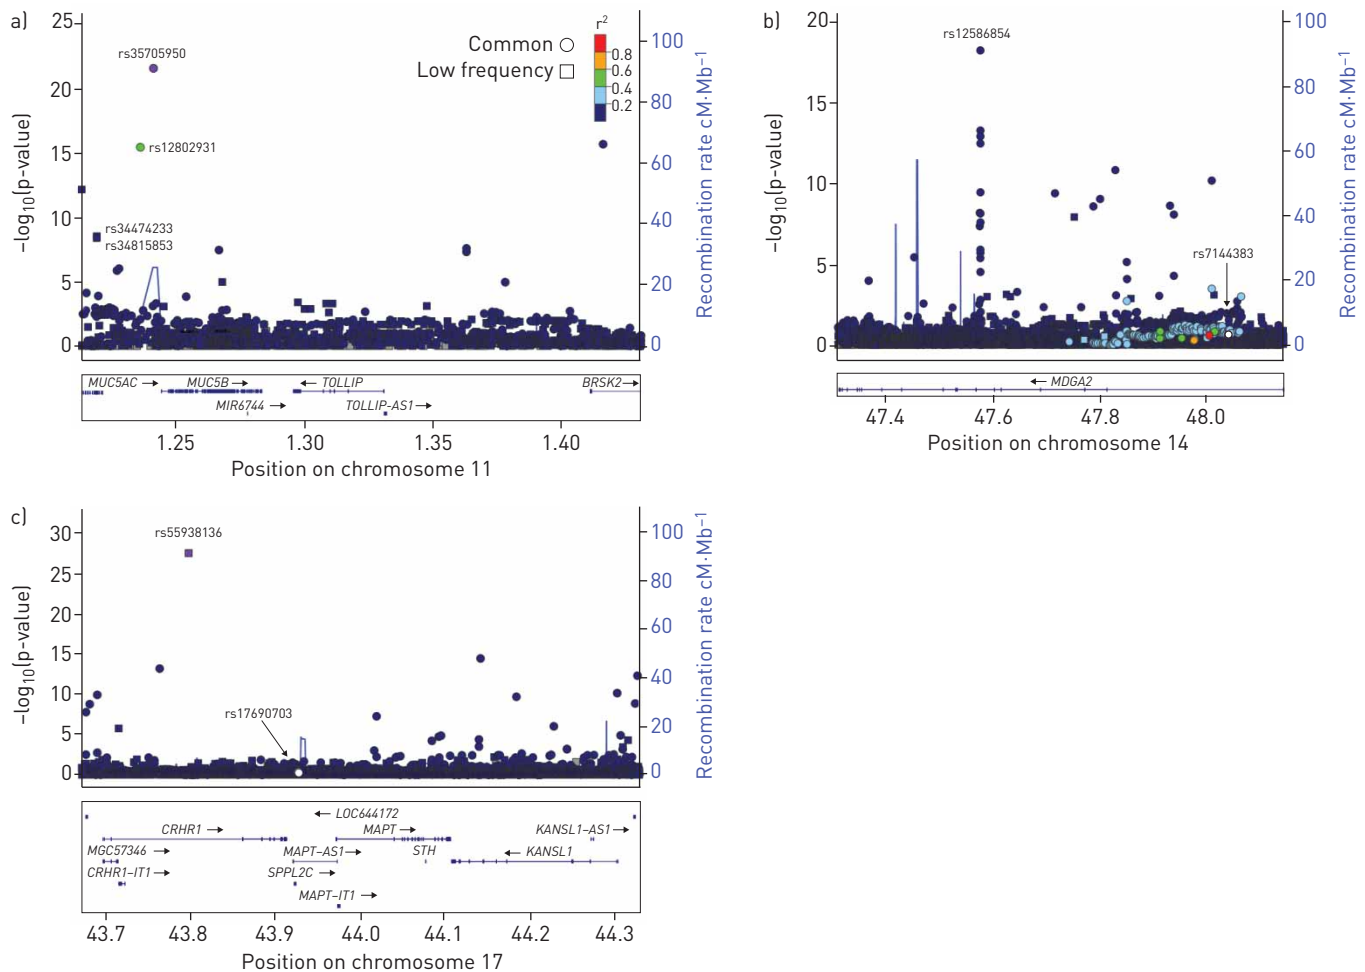 a)
25
20
15
10
5
0
–log10(p-value)
rs35705950
rs12802931
rs34474233
rs34815853
Common
Low frequency
r2
0.8
0.6
0.4
0.2
100
80
60
40
20
0
Recombination rate cM·Mb–1
MUC5AC
MUC5B
TOLLIP
BRSK2
MIR6744
TOLLIP-AS1
1.25
1.30
1.35
1.40
Position on chromosome 11
b)
20
15
10
5
0
–log10(p-value)
rs12586854
rs7144383
100
80
60
40
20
0
Recombination rate cM·Mb–1
MDGA2
47.4
47.6
47.8
48.0
Position on chromosome 14
c)
30
25
20
15
10
5
0
–log10(p-value)
rs55938136
rs17690703
100
80
60
40
20
0
Recombination rate cM·Mb–1
LOC644172
CRHR1
MAPT
KANSL1-AS1
MGC57346
MAPT-AS1
STH
KANSL1
CRHR1-IT1
SPPL2C
MAPT-IT1
43.7
43.8
43.9
44.0
44.1
44.2
44.3
Position on chromosome 17